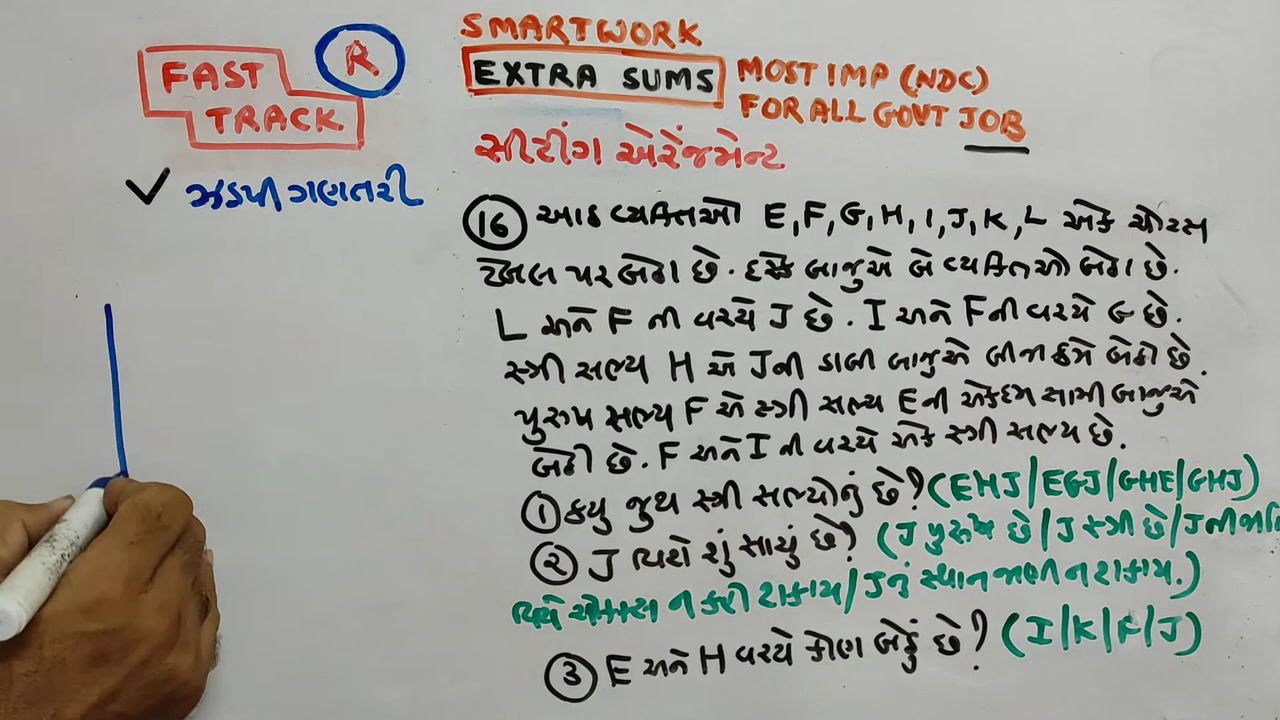 FAST
TRACK
R
ઝડપી ગણતરી
SMARTWORK
EXTRA SUMS
MOST IMP (NDC)
FOR ALL GOVT JOB
સીટીંગ એરેંજમેન્ટ
16 આઠ વ્યક્તિઓ E, F, G, H, I, J, K, L એક ચોરસ
ટેબલ પર બેઠા છે. દરેક બાજુએ બે વ્યક્તિઓ બેઠા છે.
L અને F ની વચ્ચે J છે. I અને F ની વચ્ચે G છે.
સ્ત્રી સભ્ય H એ J ની ડાબી બાજુએ બીજા ક્રમે બેઠી છે.
પુરુષ સભ્ય F એ સ્ત્રી સભ્ય E ની એકદમ સામી બાજુએ
બેઠી છે. F અને I ની વચ્ચે એક સ્ત્રી સભ્ય છે.
① કયુ જુથ સ્ત્રી સભ્યોનું છે? (EHJ/EGJ/GHE/GHJ)
② J વિશે શું સાચું છે? (J પુરુષ છે/J સ્ત્રી છે/J ની
વિશે ચોક્કસ ન કરી શકાય/J નું સ્થાન જાણી ન શકાય.)
③ E અને H વચ્ચે કોણ બેઠું છે? (I/K/F/J)